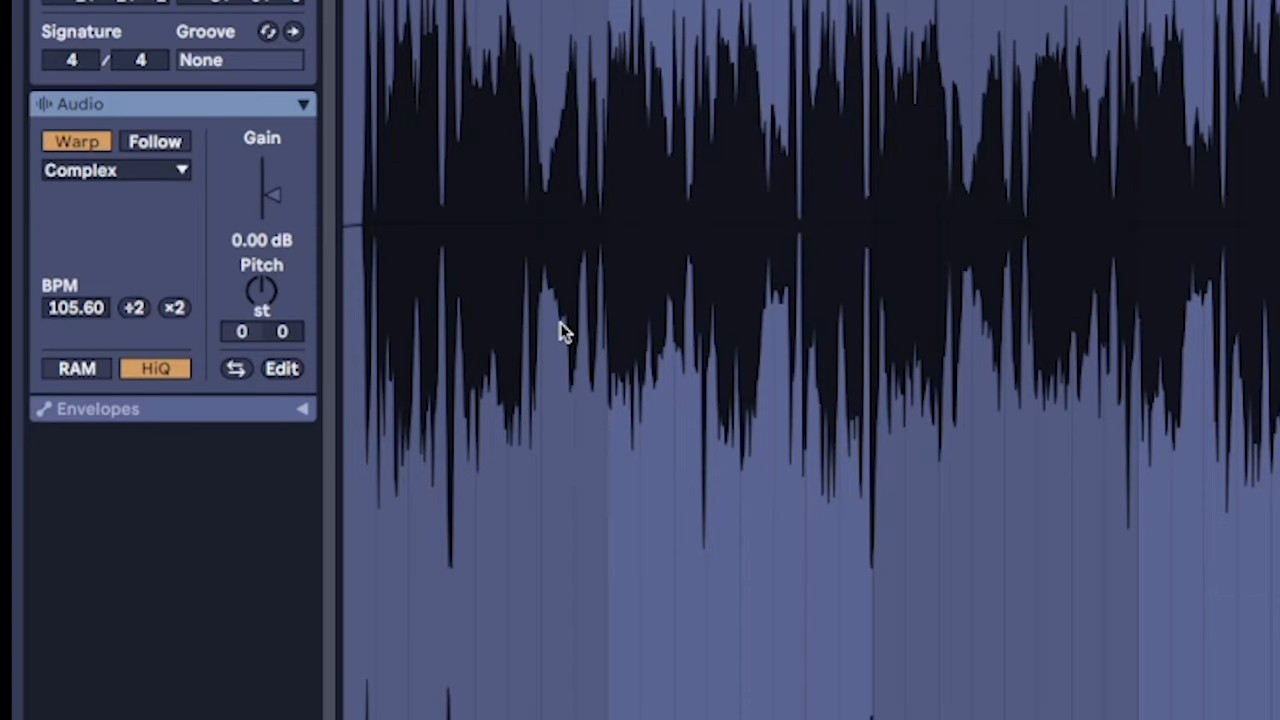 Signature Groove
4 / 4 None
Audio
Warp Follow Gain
Complex
0.00 dB
Pitch
BPM
105.60 ÷2 ×2
st
0 0
RAM HiQ Edit
Envelopes